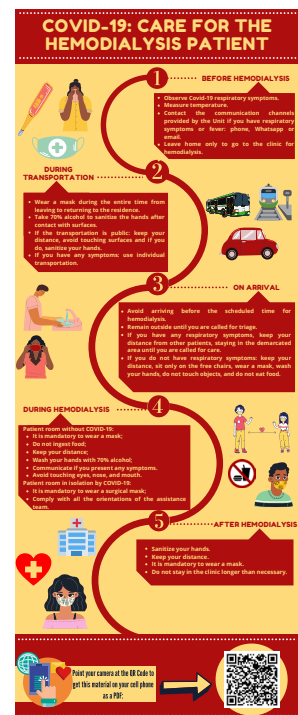 COVID-19: CARE FOR THE
HEMODIALYSIS PATIENT
1
BEFORE HEMODIALYSIS
• Observe Covid-19 respiratory symptoms.
• Measure temperature.
• Contact the communication channels
provided by the Unit if you have respiratory
symptoms or fever: phone, Whatsapp or
email.
• Leave home only to go to the clinic for
hemodialysis.
2
DURING
TRANSPORTATION
• Wear a mask during the entire time from
leaving to returning to the residence.
• Take 70% alcohol to sanitize the hands after
contact with surfaces.
• If the transportation is public: keep your
distance, avoid touching surfaces and if you
do, sanitize your hands.
• If you have any symptoms: use individual
transportation.
3
ON ARRIVAL
• Avoid arriving before the scheduled time for
hemodialysis.
• Remain outside until you are called for triage.
• If you have any respiratory symptoms, keep your
distance from other patients, staying in the demarcated
area until you are called for care.
• If you do not have respiratory symptoms: keep your
distance, sit only on the free chairs, wear a mask, wash
your hands, do not touch objects, and do not eat food.
4
DURING HEMODIALYSIS
Patient room without COVID-19:
• It is mandatory to wear a mask;
• Do not ingest food;
• Keep your distance;
• Wash your hands with 70% alcohol;
• Communicate if you present any symptoms.
• Avoid touching eyes, nose, and mouth.
Patient room in isolation by COVID-19:
• It is mandatory to wear a surgical mask;
• Comply with all the orientations of the assistance
team.
5
AFTER HEMODIALYSIS
• Sanitize your hands.
• Keep your distance.
• It is mandatory to wear a mask.
• Do not stay in the clinic longer than necessary.
Point your camera at the QR Code to
get this material on your cell phone
as a PDF: